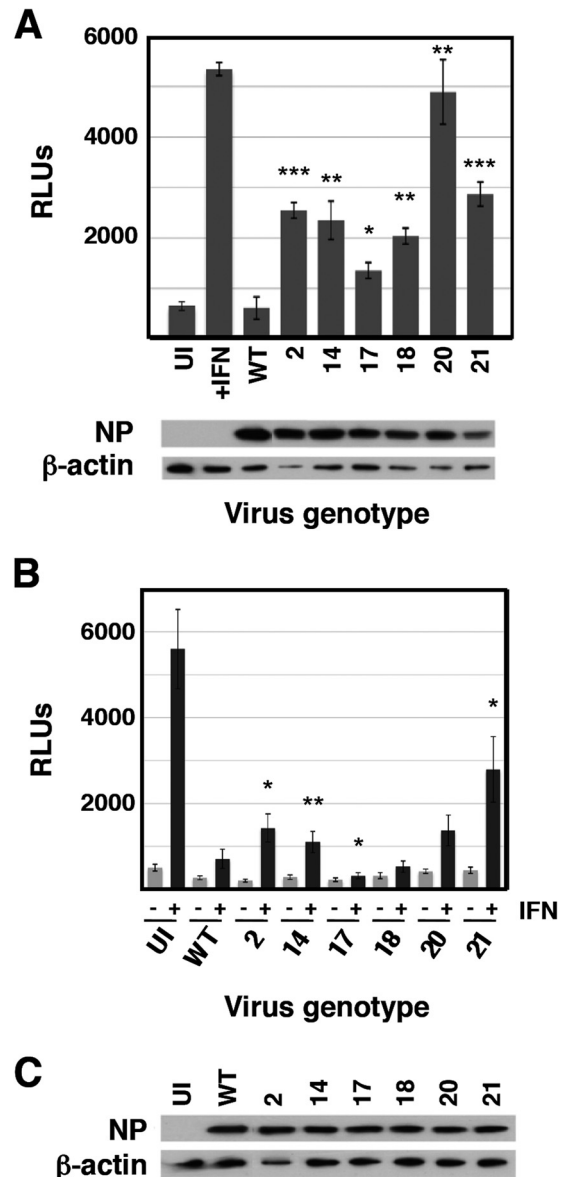 A
6000
4000
2000
RLUs
***
**
*
**
**
***
UI
+IFN
WT
2
14
17
18
20
21
NP
β-actin
Virus genotype
B
6000
4000
2000
RLUs
*
**
*
*
- + - + - + - + - + - + - + - + IFN
UI WT 2 14 17 18 20 21
Virus genotype
C
UI WT 2 14 17 18 20 21
NP
β-actin